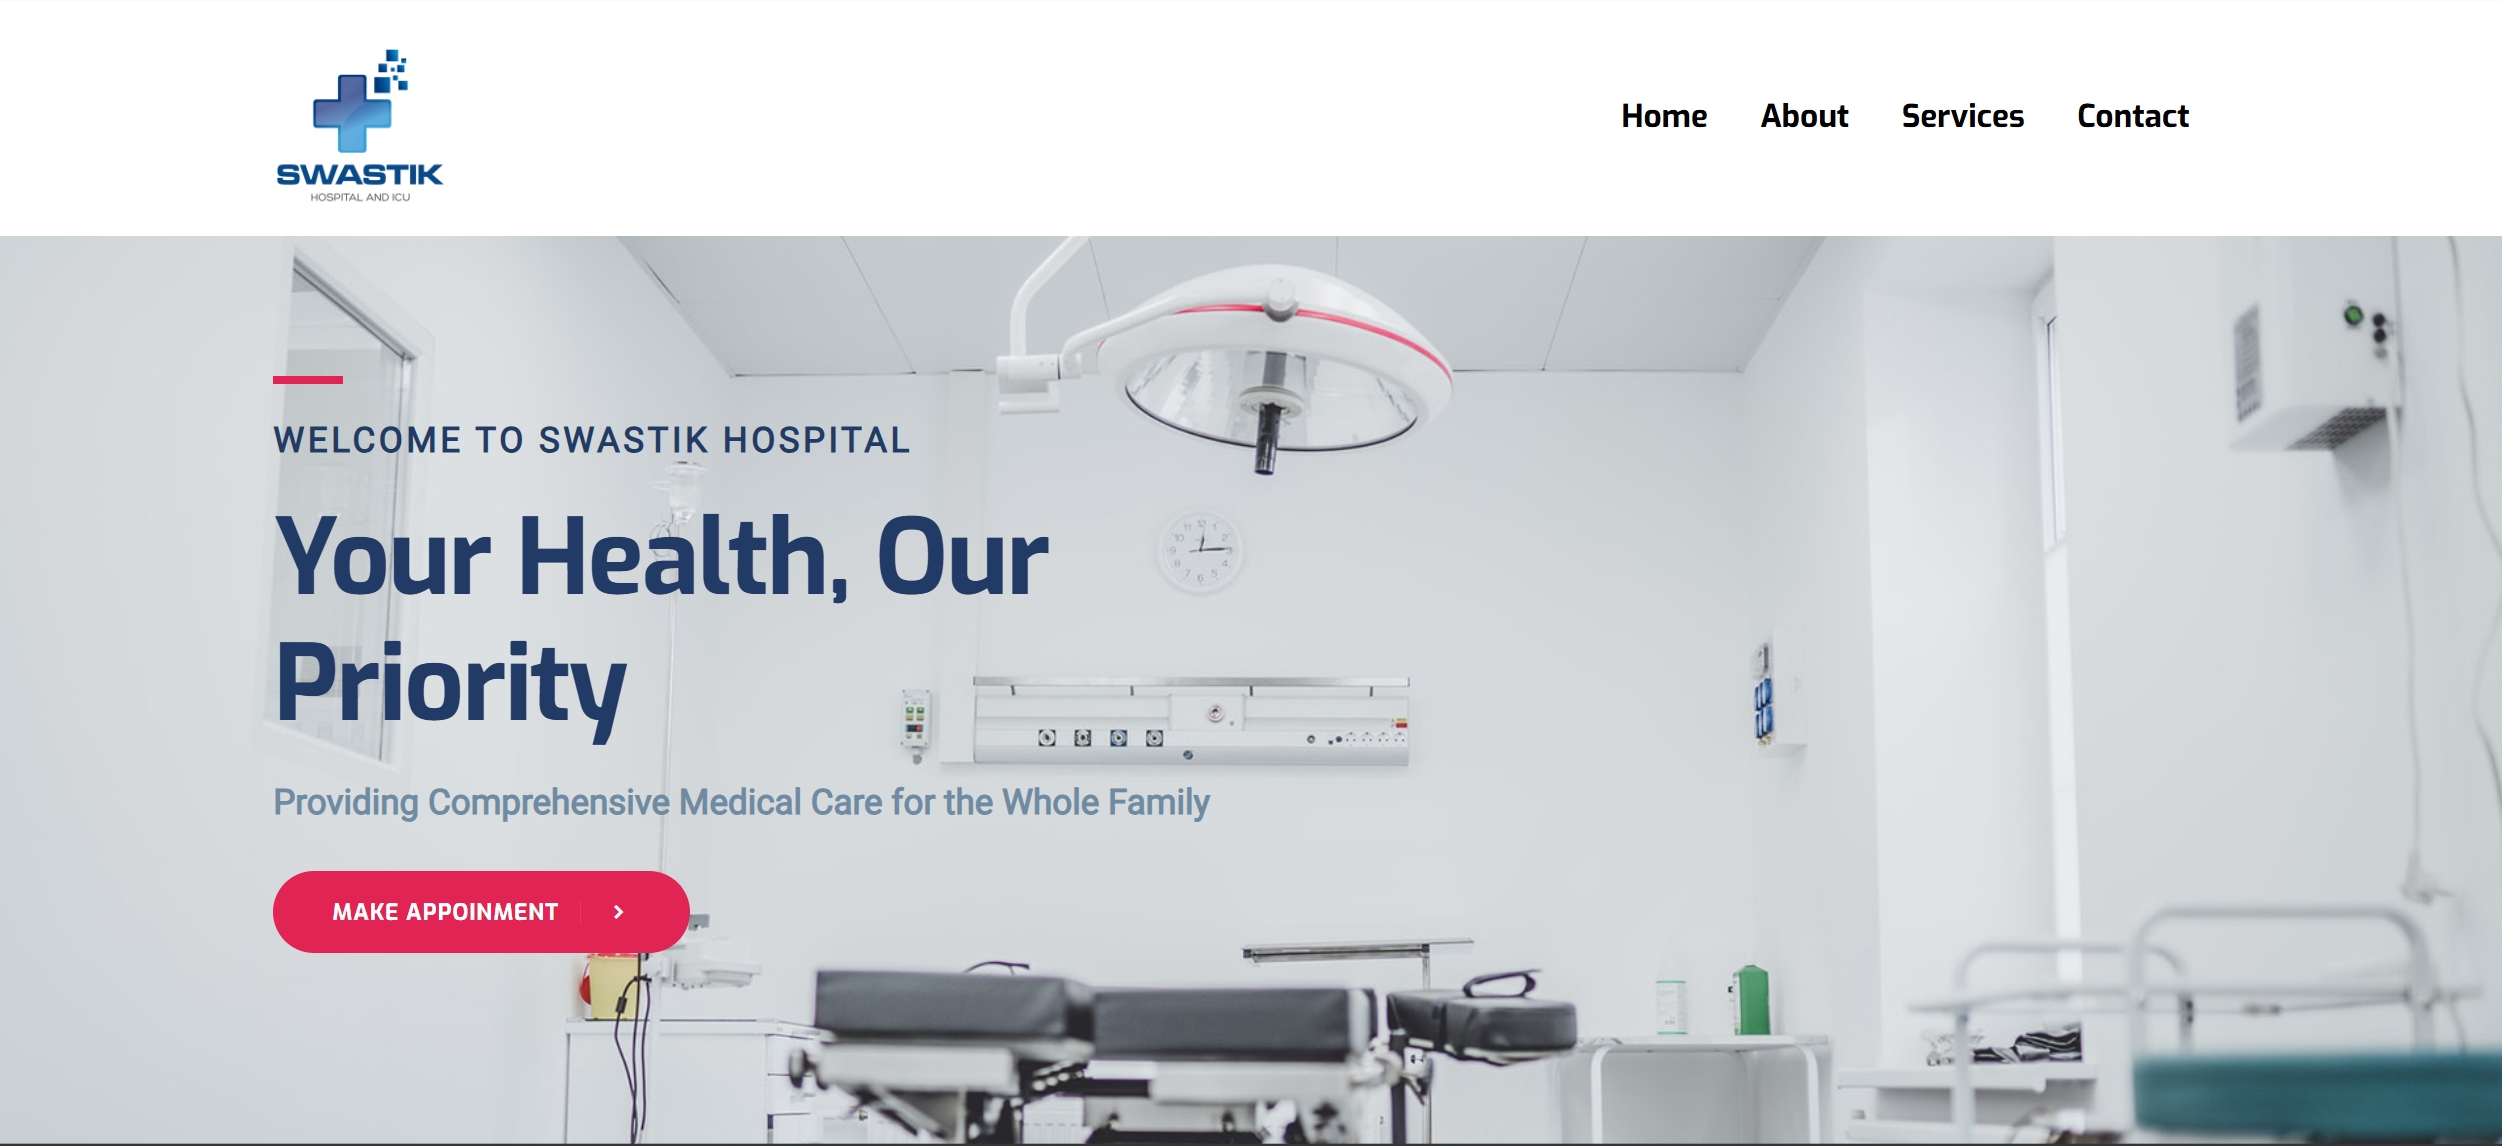 SWASTIK
HOSPITAL AND ICU
Home About Services Contact
WELCOME TO SWASTIK HOSPITAL
Your Health, Our
Priority
Providing Comprehensive Medical Care for the Whole Family
MAKE APPOINMENT